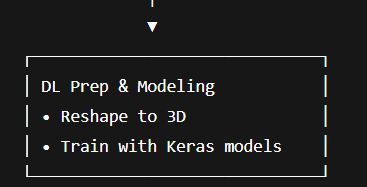 DL Prep & Modeling
• Reshape to 3D
• Train with Keras models